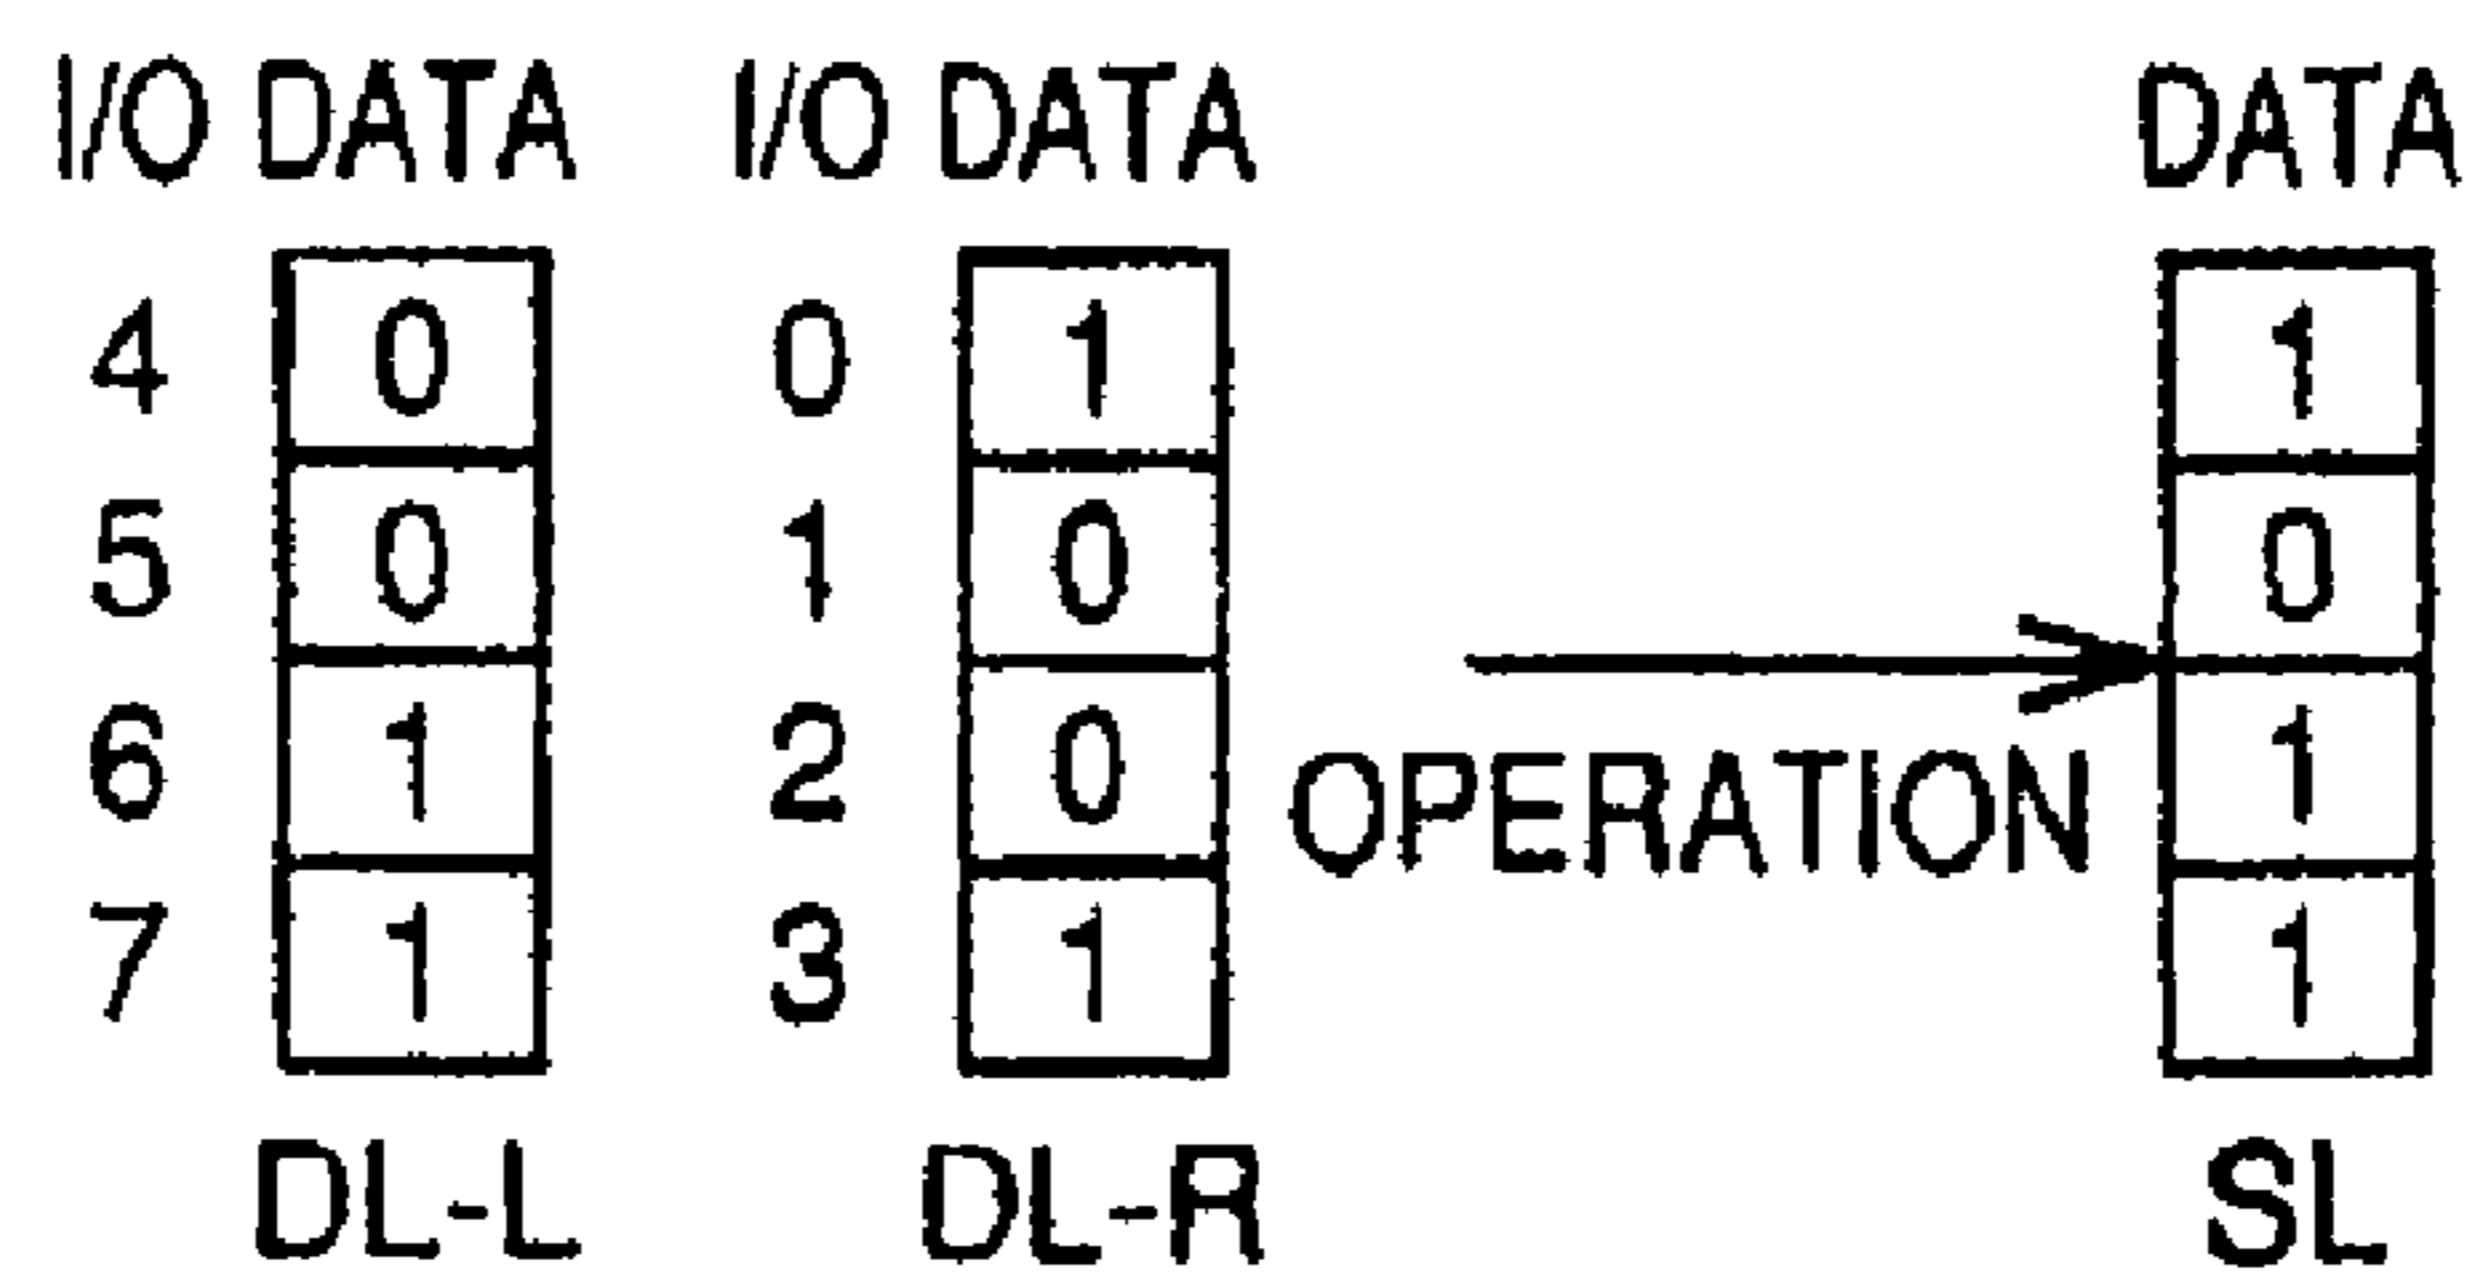 I/O DATA I/O DATA DATA
4 0 0 1 1
5 0 1 0 0
6 1 2 0 1
OPERATION
7 1 3 1 1
DL-L DL-R SL